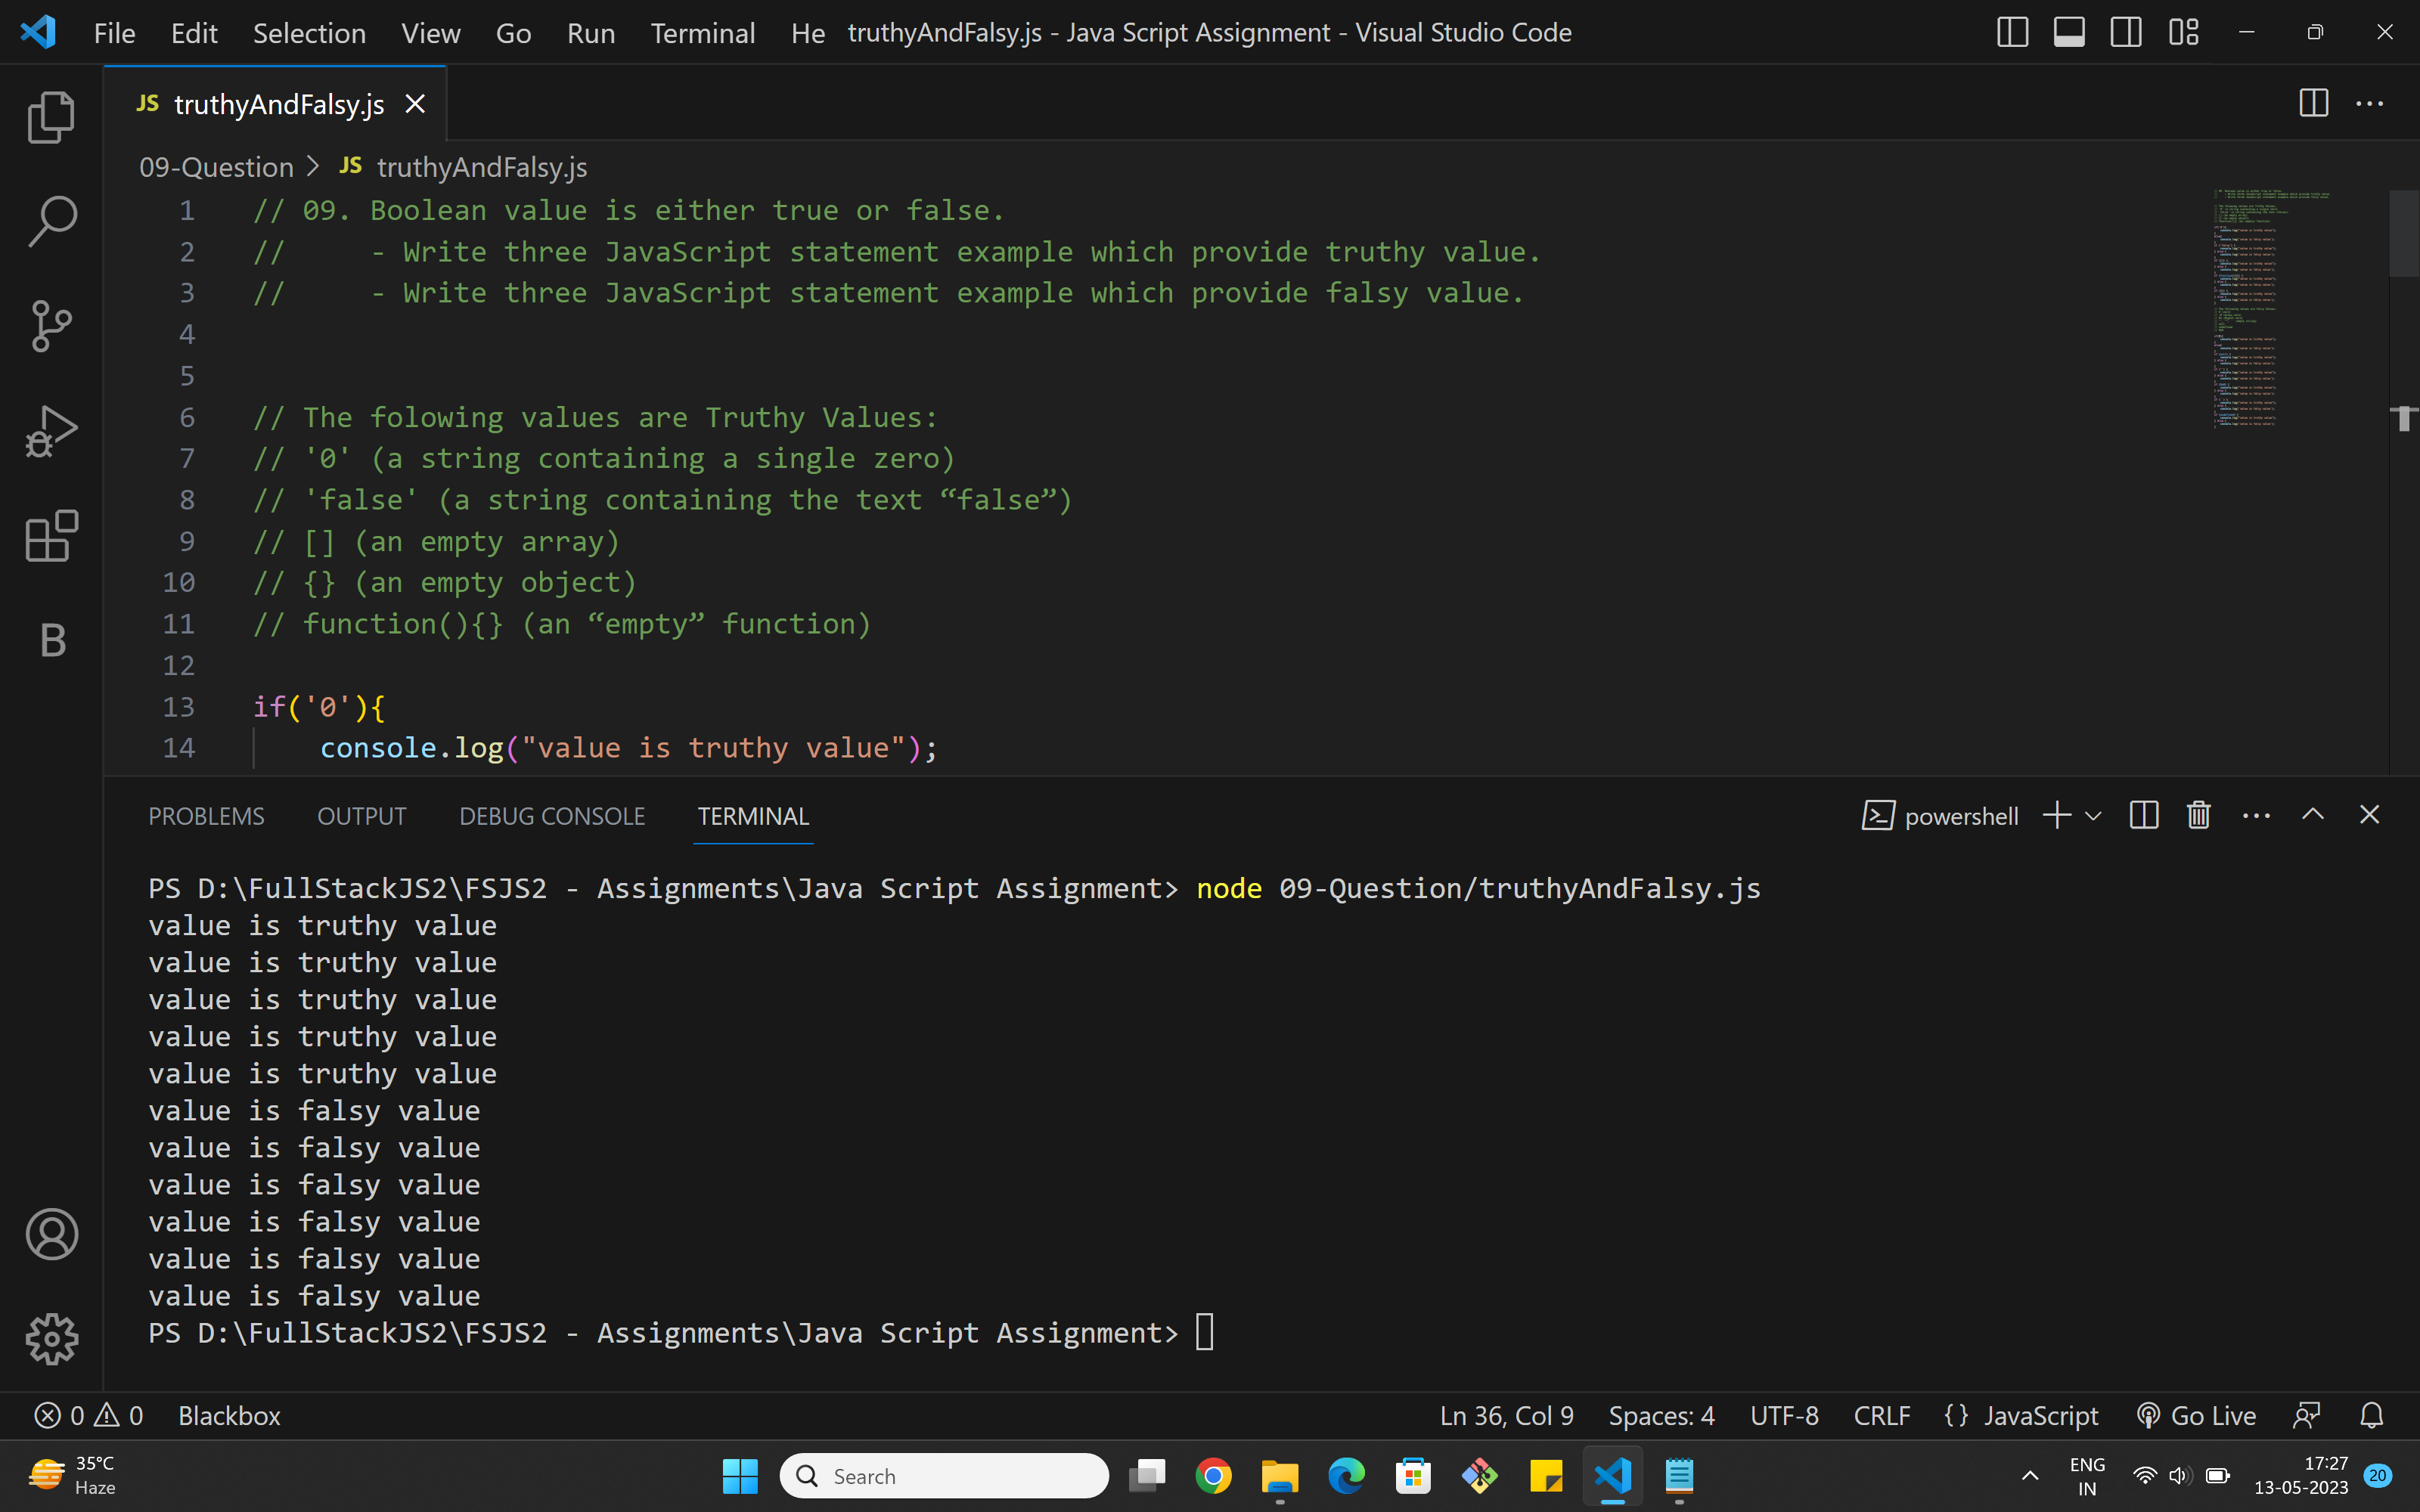 File Edit Selection View Go Run Terminal He truthyAndFalsy.js - Java Script Assignment - Visual Studio Code
JS truthyAndFalsy.js
09-Question > JS truthyAndFalsy.js
1 // 09. Boolean value is either true or false.
2 //     - Write three JavaScript statement example which provide truthy value.
3 //     - Write three JavaScript statement example which provide falsy value.
4
5
6 // The folowing values are Truthy Values:
7 // '0' (a string containing a single zero)
8 // 'false' (a string containing the text “false”)
9 // [] (an empty array)
10 // {} (an empty object)
11 // function(){} (an “empty” function)
12
13 if('0'){
14     console.log("value is truthy value");
B
PROBLEMS OUTPUT DEBUG CONSOLE TERMINAL powershell
PS D:\FullStackJS2\FSJS2 - Assignments\Java Script Assignment> node 09-Question/truthyAndFalsy.js
value is truthy value
value is truthy value
value is truthy value
value is truthy value
value is truthy value
value is falsy value
value is falsy value
value is falsy value
value is falsy value
value is falsy value
value is falsy value
PS D:\FullStackJS2\FSJS2 - Assignments\Java Script Assignment>
0 0 Blackbox Ln 36, Col 9 Spaces: 4 UTF-8 CRLF {} JavaScript Go Live
35°C
Haze
Search
ENG
IN
17:27
13-05-2023
20